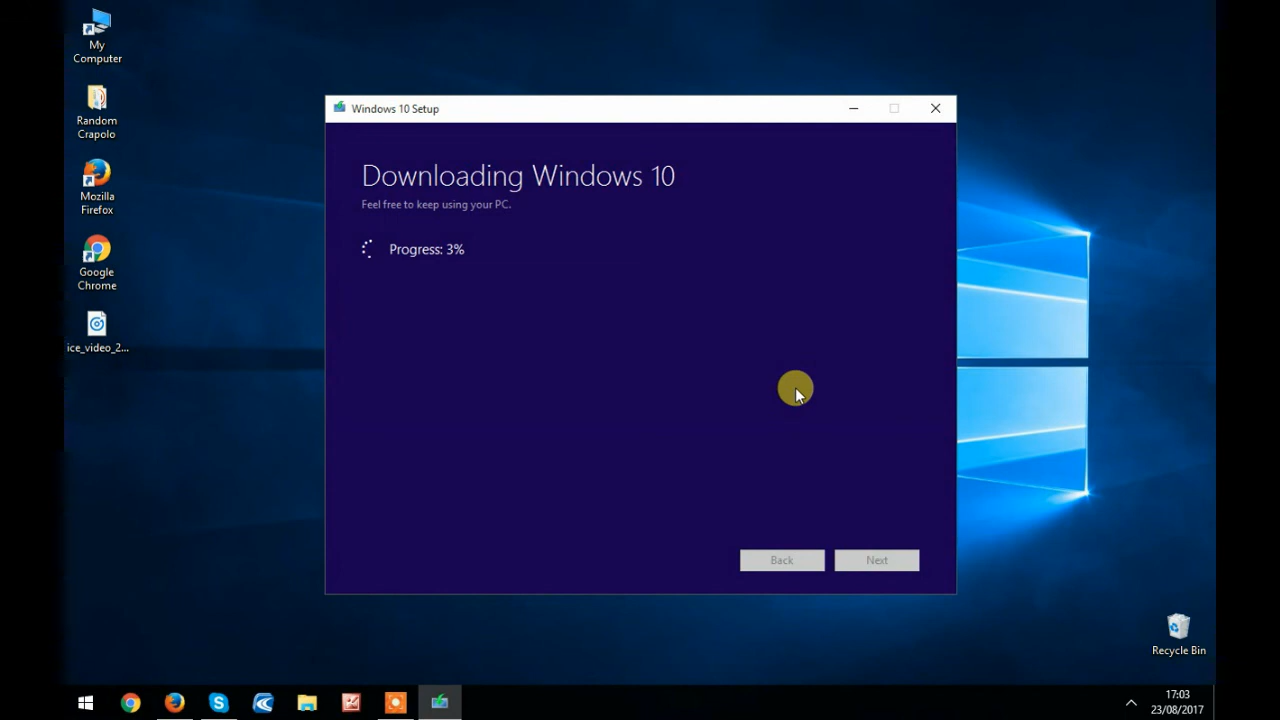 My
Computer
Random
Crapolo
Mozilla
Firefox
Google
Chrome
ice_video_2...
Windows 10 Setup
Downloading Windows 10
Feel free to keep using your PC.
Progress: 3%
Back
Next
Recycle Bin
17:03
23/08/2017